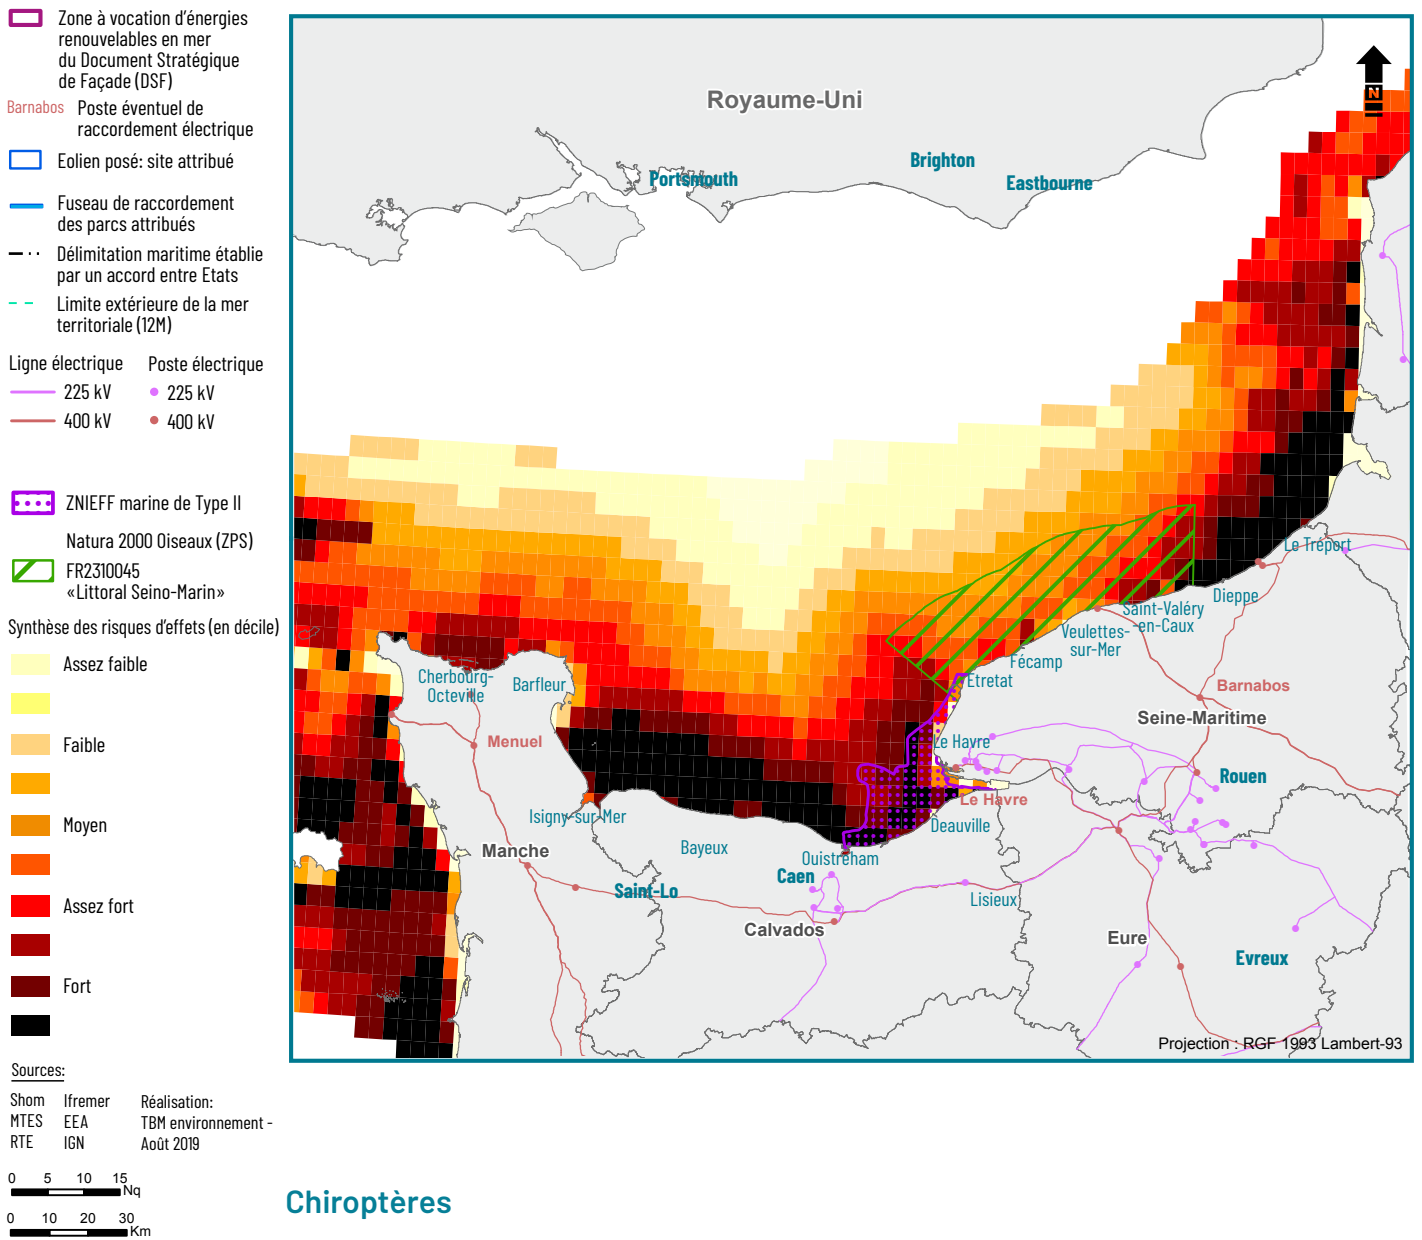 Zone à vocation d'énergies
renouvelables en mer
du Document Stratégique
de Façade (DSF)
Barnabos
Poste éventuel de
raccordement électrique
Eolien posé: site attribué
Fuseau de raccordement
des parcs attribués
Délimitation maritime établie
par un accord entre Etats
Limite extérieure de la mer
territoriale (12M)
Ligne électrique
Poste électrique
225 kV
225 kV
400 kV
400 kV
ZNIEFF marine de Type II
Natura 2000 Oiseaux (ZPS)
FR2310045
«Littoral Seino-Marin»
Synthèse des risques d'effets (en décile)
Assez faible
Faible
Moyen
Assez fort
Fort
Sources:
Shom
Ifremer
Réalisation:
MTES
EEA
TBM environnement -
RTE
IGN
Août 2019
0 5 10 15
Nq
0 10 20 30
Km
N
Royaume-Uni
Brighton
Portsmouth
Eastbourne
Le Tréport
Dieppe
Saint-Valéry
-en-Caux
Veulettes-
sur-Mer
Fécamp
Etretat
Cherbourg-
Octeville
Barfleur
Barnabos
Seine-Maritime
Menuel
Le Havre
Rouen
Le Havre
Isigny-sur-Mer
Deauville
Bayeux
Manche
Ouistreham
Caen
Saint-Lo
Lisieux
Calvados
Eure
Evreux
Projection : RGF 1993 Lambert-93
Chiroptères